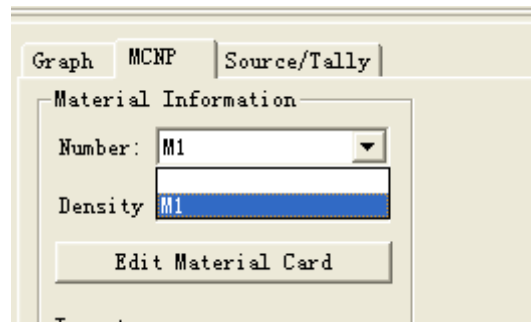 Graph MCNP Source/Tally
Material Information
Number: M1
Density M1
Edit Material Card